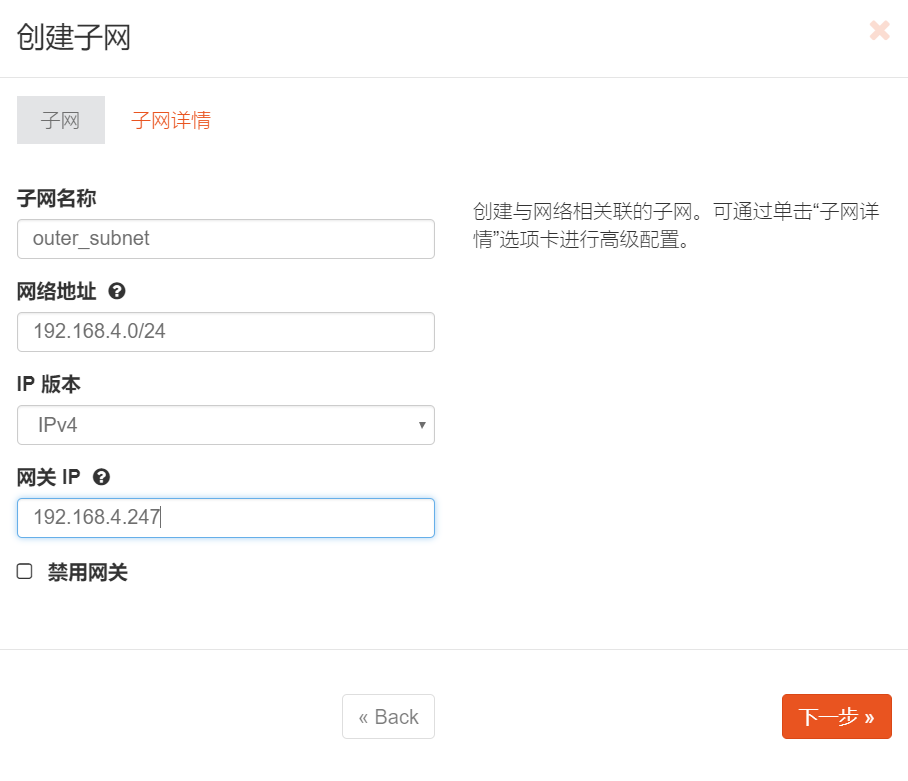 创建子网
子网
子网详情
子网名称
outer_subnet
网络地址
192.168.4.0/24
IP 版本
IPv4
网关 IP
192.168.4.247
禁用网关
创建与网络相关联的子网。可通过单击“子网详
情”选项卡进行高级配置。
« Back
下一步 »